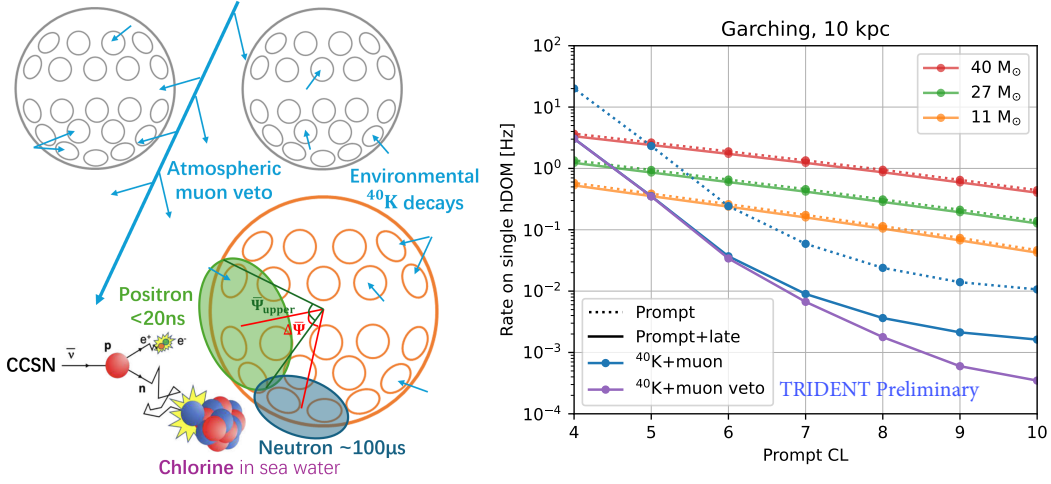 Atmospheric
muon veto
Environmental
⁴⁰K decays
Positron
<20ns
Ψ̅upper
ΔΨ̅
CCSN
ν̅
p
e⁺
e⁻
n
Neutron ~100μs
Chlorine in sea water
Garching, 10 kpc
Rate on single hDOM [Hz]
10²
10¹
10⁰
10⁻¹
10⁻²
10⁻³
10⁻⁴
40 M⊙
27 M⊙
11 M⊙
Prompt
Prompt+late
⁴⁰K+muon
⁴⁰K+muon veto
TRIDENT Preliminary
4 5 6 7 8 9 10
Prompt CL